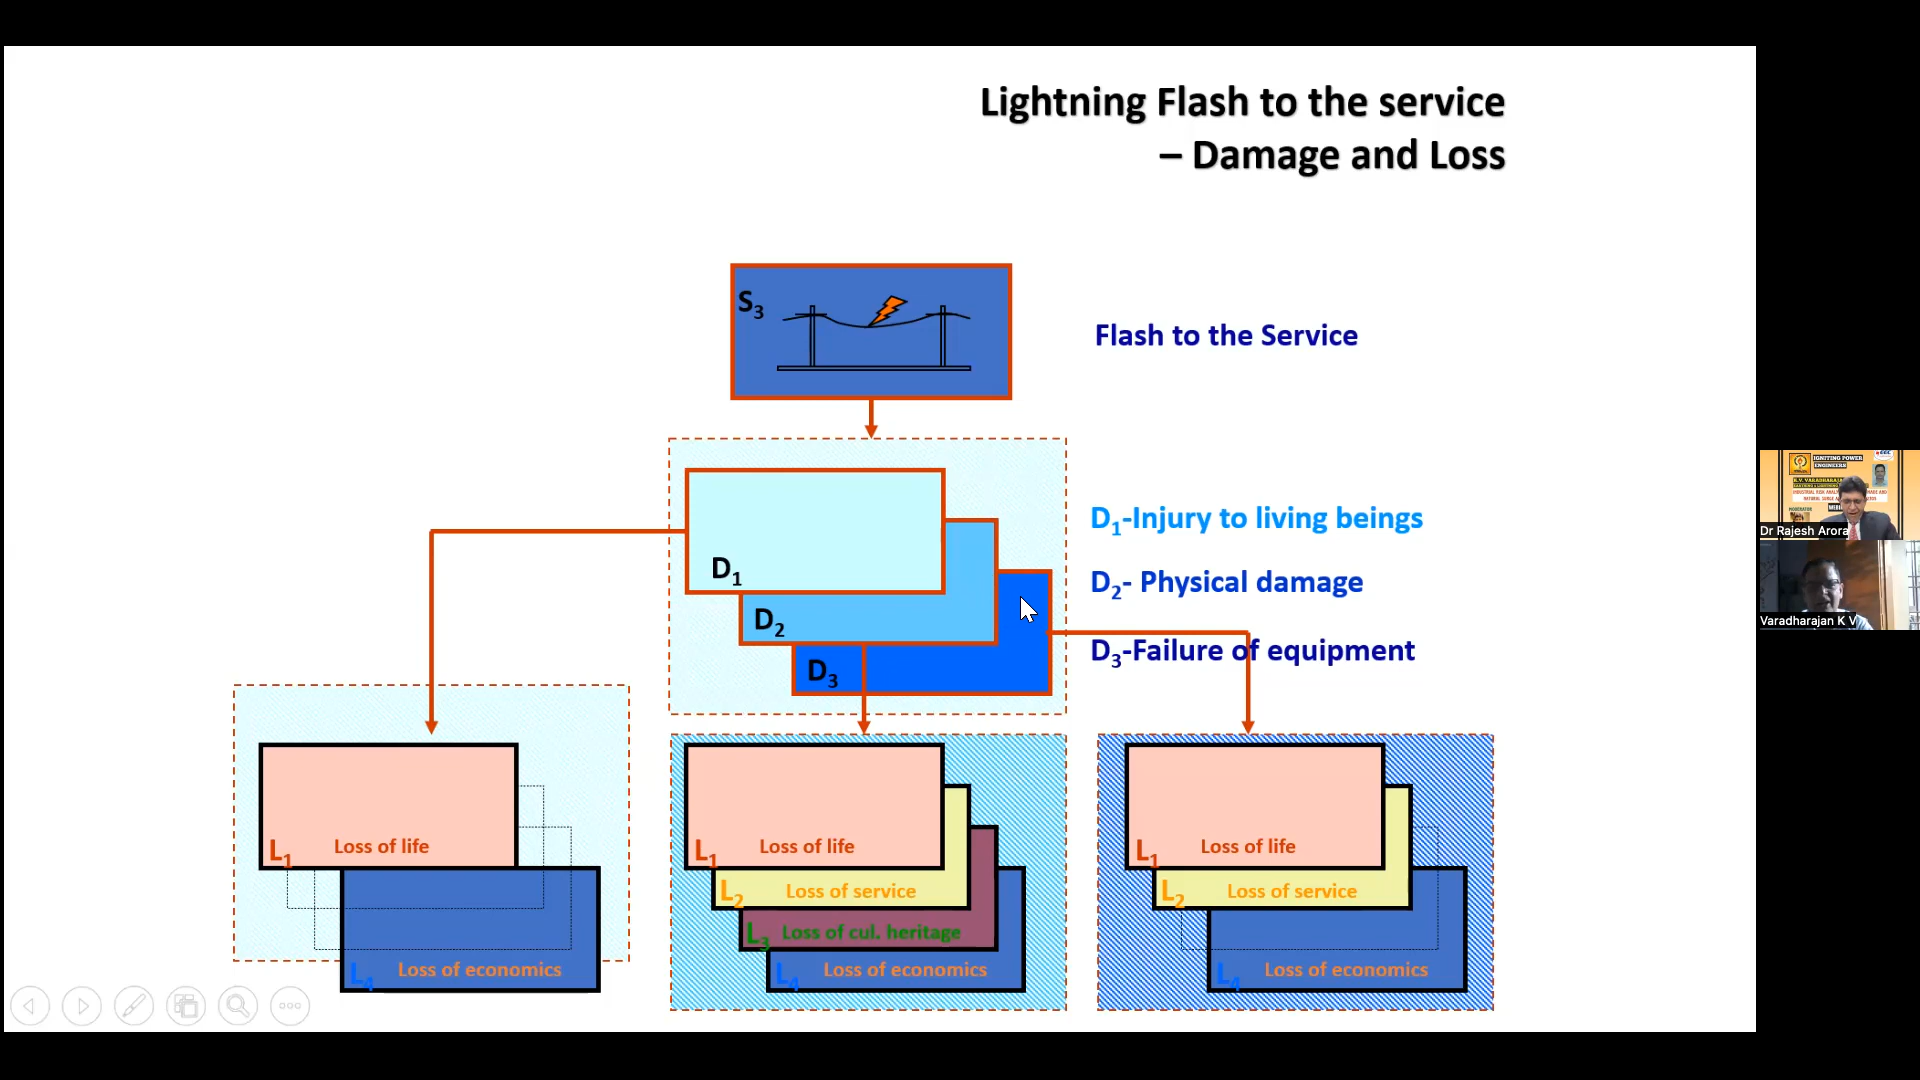 Lightning Flash to the service
– Damage and Loss
S3
Flash to the Service
D1
D2
D3
D1-Injury to living beings
D2- Physical damage
D3-Failure of equipment
L1 Loss of life
L4 Loss of economics
L1 Loss of life
L2 Loss of service
L3 Loss of cul. heritage
L4 Loss of economics
L1 Loss of life
L2 Loss of service
L4 Loss of economics
IGNITING POWER
ENGINEERS
Dr Rajesh Arora
Varadharajan K V